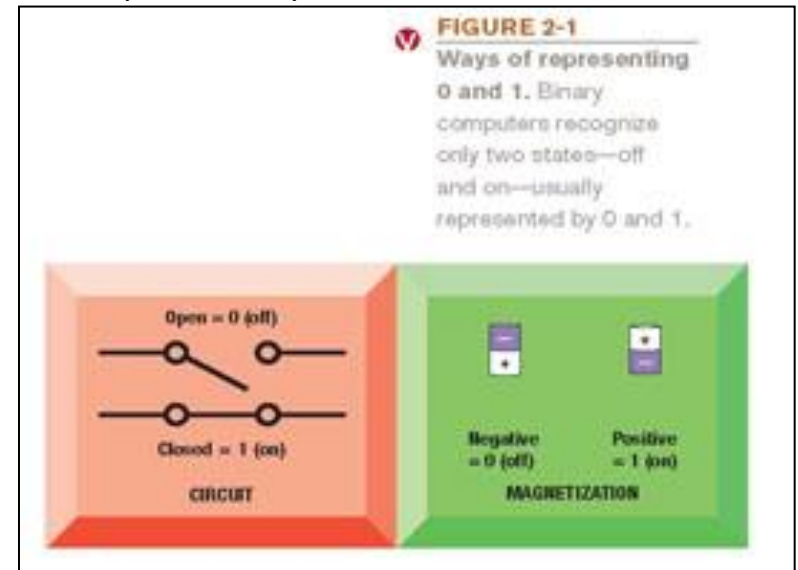 FIGURE 2-1
Ways of representing
0 and 1. Binary
computers recognize
only two states—off
and on—usually
represented by 0 and 1.
Open = 0 (off)
Closed = 1 (on)
CIRCUIT
− +
+ −
Negative Positive
= 0 (off) = 1 (on)
MAGNETIZATION